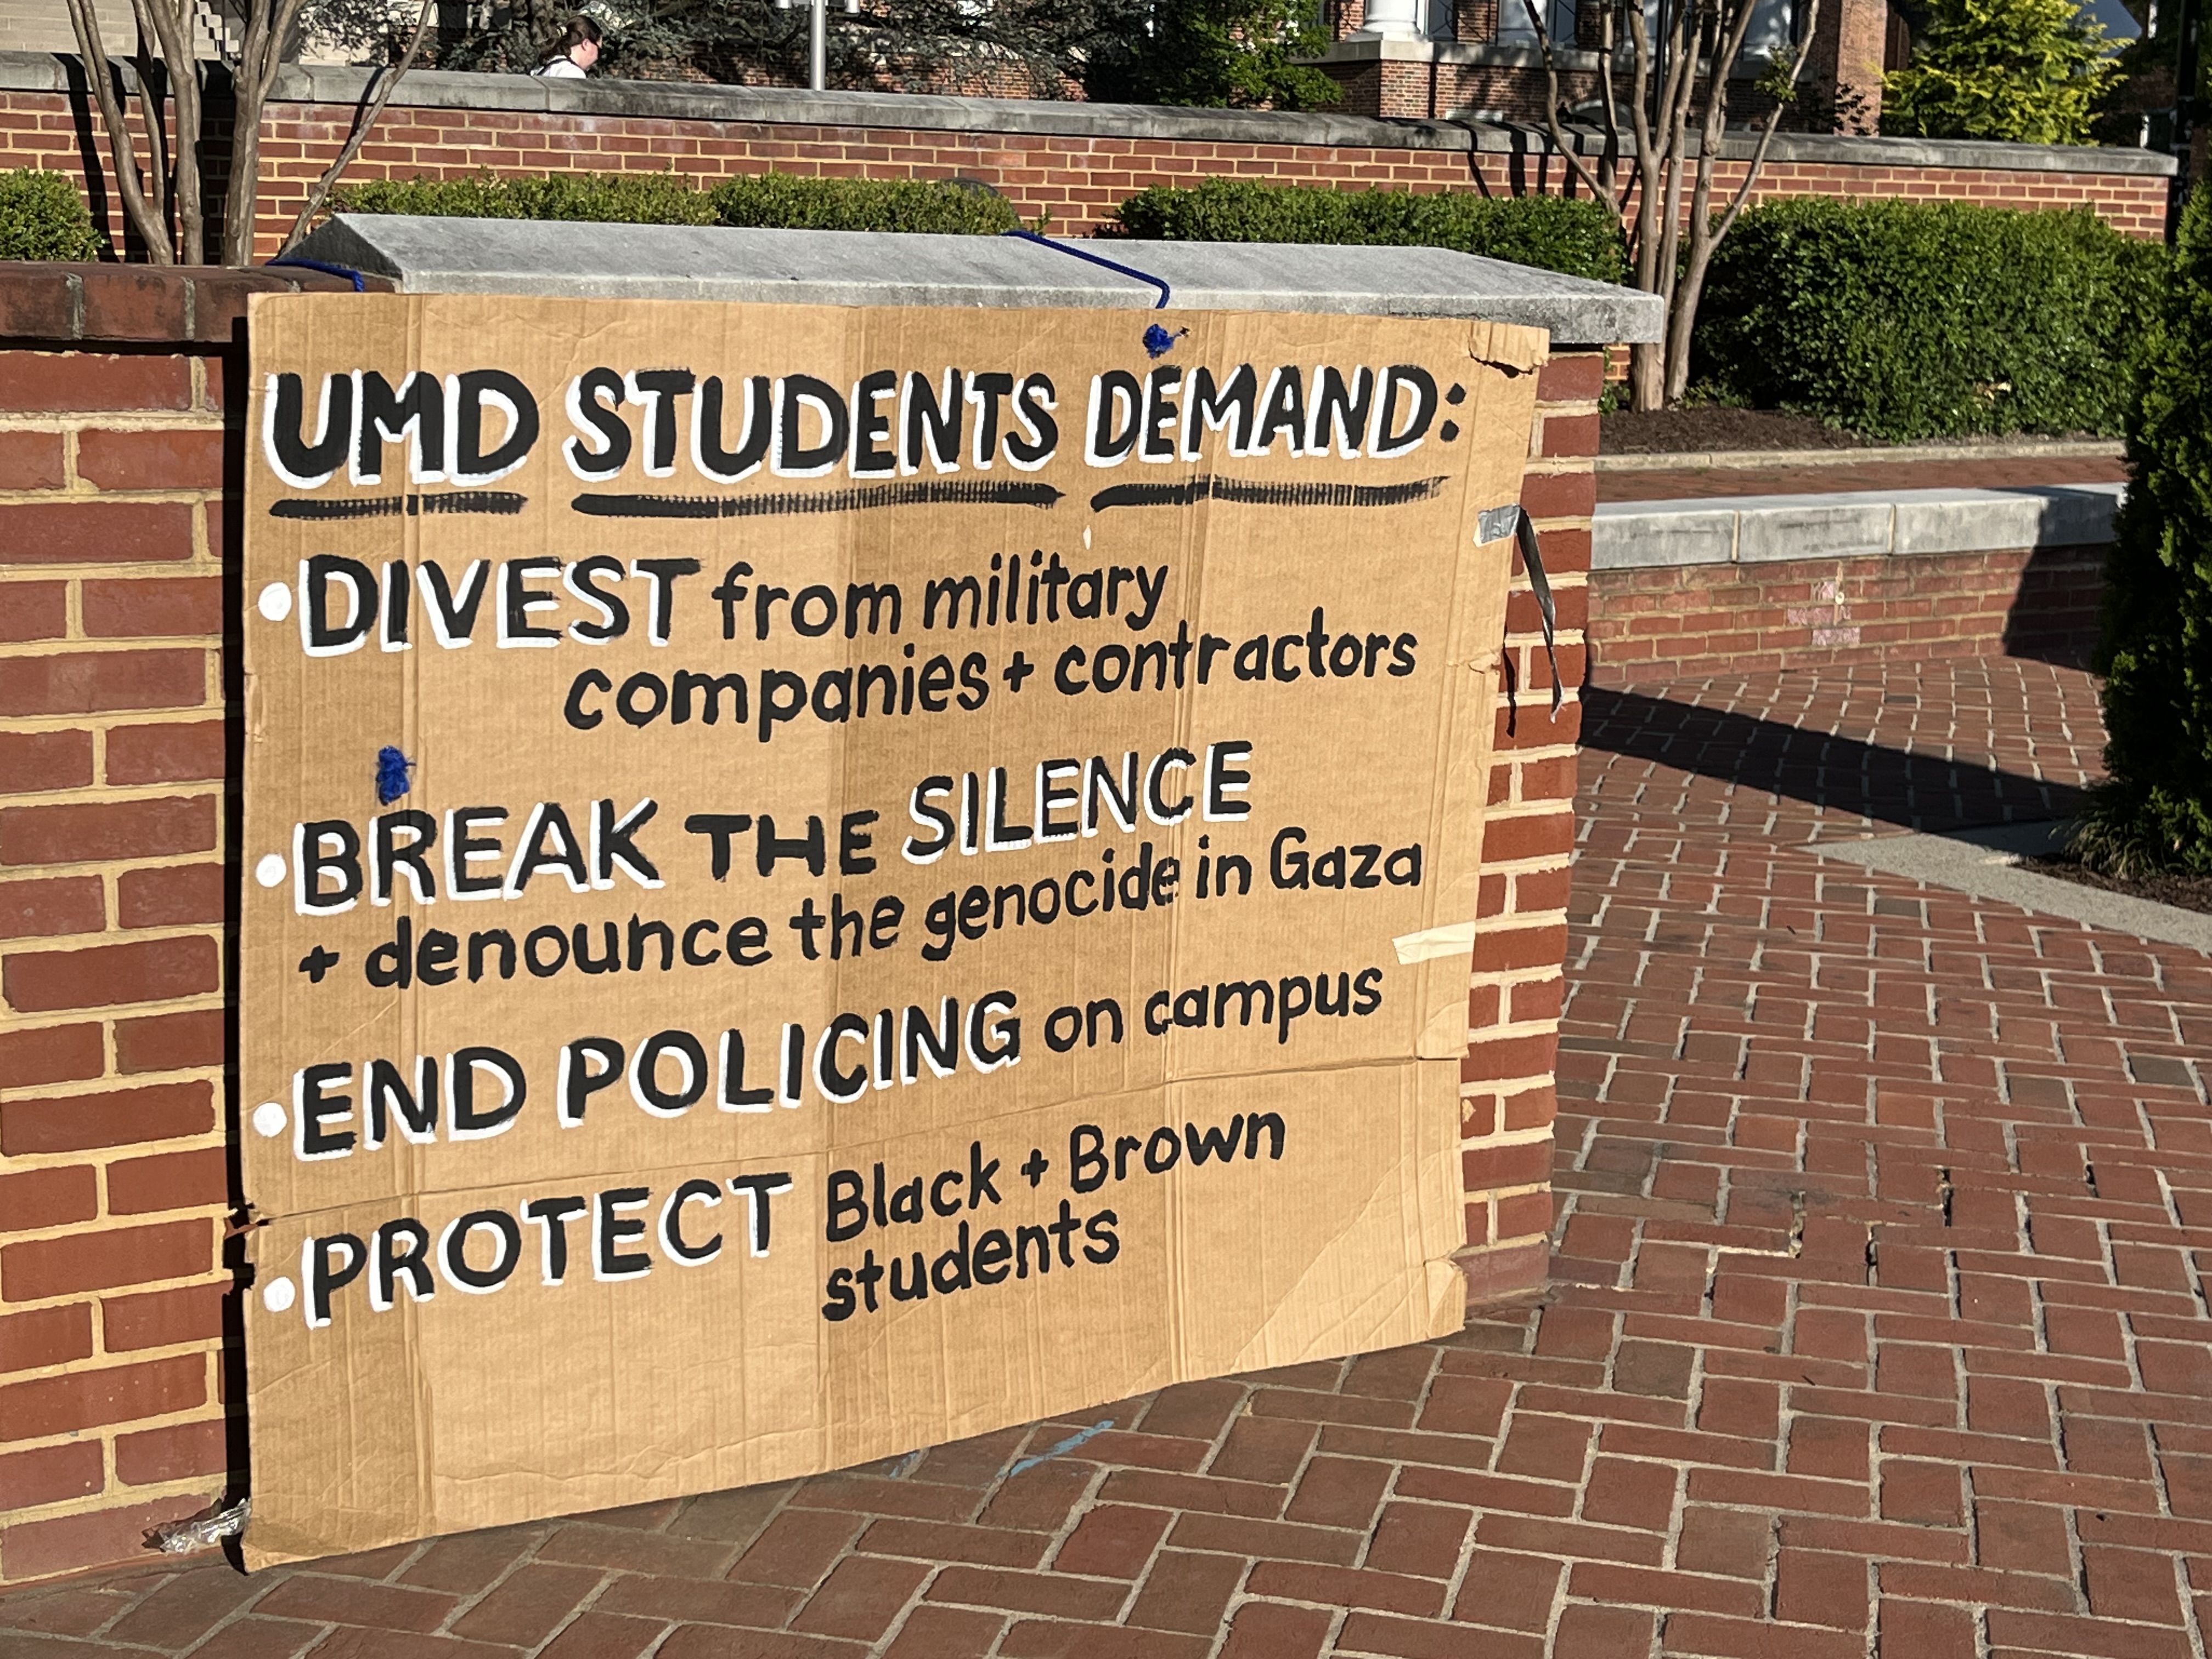 UMD STUDENTS DEMAND:
•DIVEST from military
companies + contractors
•BREAK THE SILENCE
+ denounce the genocide in Gaza
•END POLICING on campus
•PROTECT Black + Brown
students